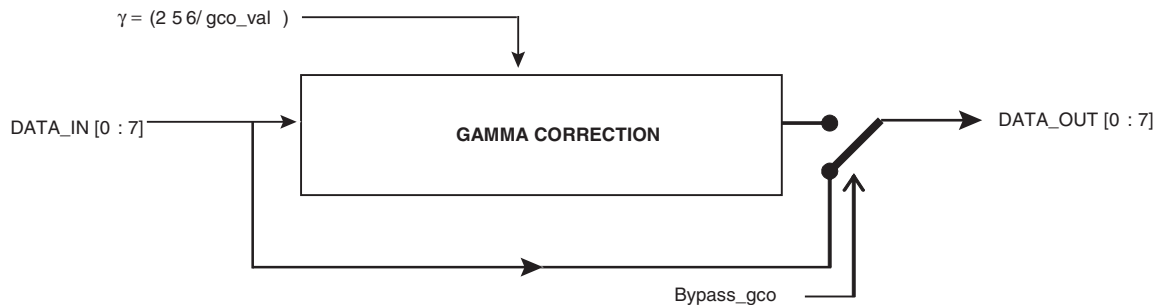 γ = (2 5 6/ gco_val )
DATA_IN [0 : 7]
GAMMA CORRECTION
DATA_OUT [0 : 7]
Bypass_gco